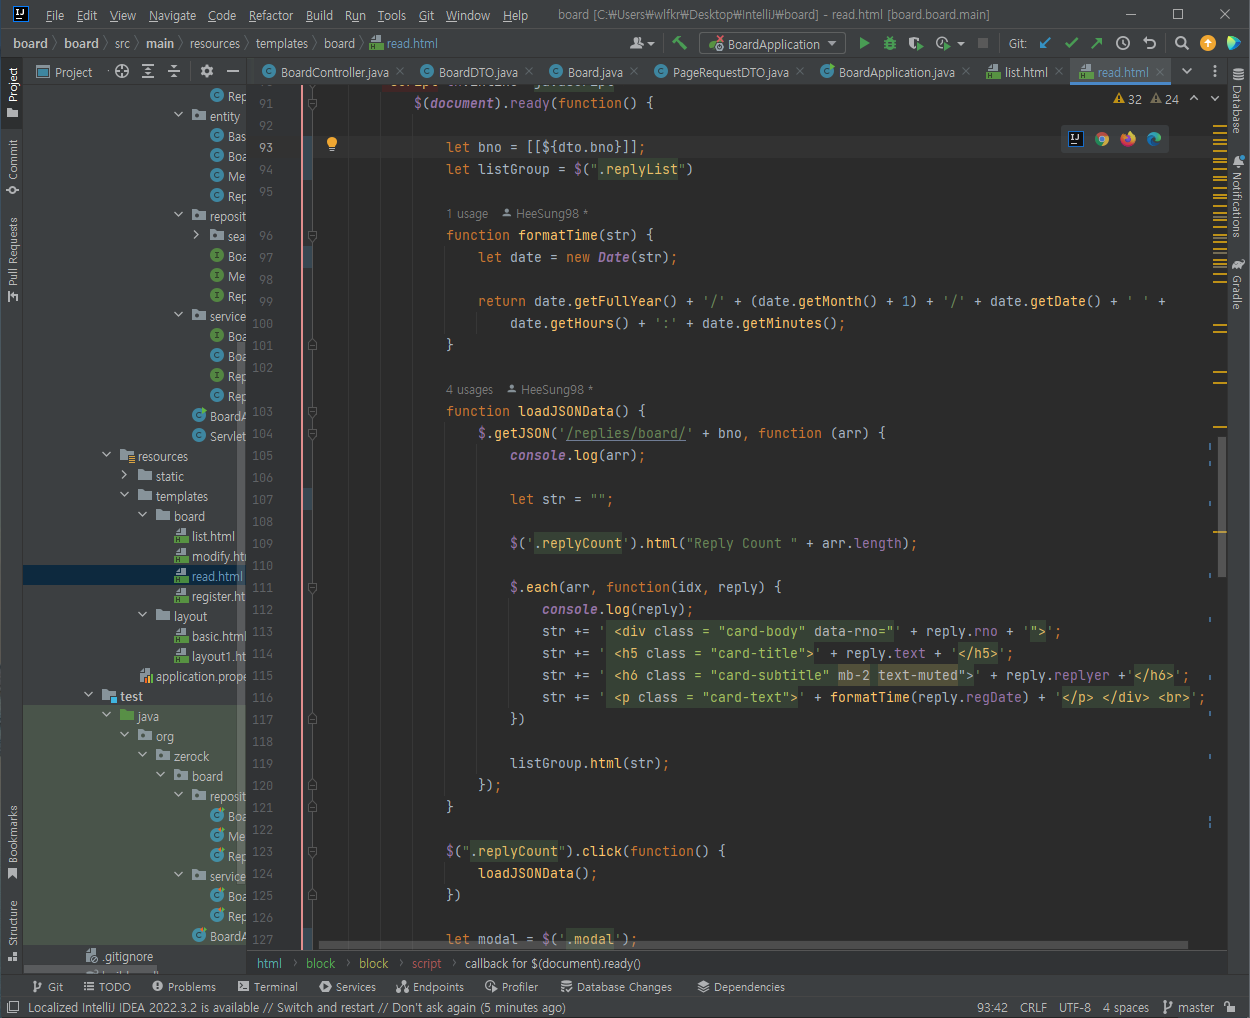 File Edit View Navigate Code Refactor Build Run Tools Git Window Help board [C:₩Users₩wlfkr₩Desktop₩IntelliJ₩board] - read.html [board.board.main]
board board src main resources templates board read.html BoardApplication Git:
Project BoardController.java BoardDTO.java Board.java PageRequestDTO.java BoardApplication.java list.html read.html
Project
Commit
Pull Requests
Bookmarks
Structure
Rep
entity
Bas
Boa
Me
Rep
reposit
sea
Boa
Me
Rep
service
Boa
Boa
Rep
Rep
BoardA
Servlet
resources
static
templates
board
list.html
modify.htm
read.html
register.ht
layout
basic.html
layout1.ht
application.prope
test
java
org
zerock
board
reposit
Boa
Me
Rep
service
Boa
Rep
BoardA
.gitignore
32 24
91 $(document).ready(function() {
92
93 let bno = [[${dto.bno}]];
94 let listGroup = $(".replyList")
95
1 usage HeeSung98 *
96 function formatTime(str) {
97 let date = new Date(str);
98
99 return date.getFullYear() + '/' + (date.getMonth() + 1) + '/' + date.getDate() + ' ' +
100 date.getHours() + ':' + date.getMinutes();
101 }
102
4 usages HeeSung98 *
103 function loadJSONData() {
104 $.getJSON('/replies/board/' + bno, function (arr) {
105 console.log(arr);
106
107 let str = "";
108
109 $('.replyCount').html("Reply Count " + arr.length);
110
111 $.each(arr, function(idx, reply) {
112 console.log(reply);
113 str += ' <div class = "card-body" data-rno="' + reply.rno + '">';
114 str += ' <h5 class = "card-title">' + reply.text + '</h5>';
115 str += ' <h6 class = "card-subtitle" mb-2 text-muted">' + reply.replyer +'</h6>';
116 str += ' <p class = "card-text">' + formatTime(reply.regDate) + '</p> </div> <br>';
117 })
118
119 listGroup.html(str);
120 });
121 }
122
123 $(".replyCount").click(function() {
124 loadJSONData();
125 })
126
127 let modal = $('.modal');
Database
Notifications
Gradle
html block block script callback for $(document).ready()
Git TODO Problems Terminal Services Endpoints Profiler Database Changes Dependencies
Localized IntelliJ IDEA 2022.3.2 is available // Switch and restart // Don't ask again (5 minutes ago) 93:42 CRLF UTF-8 4 spaces master